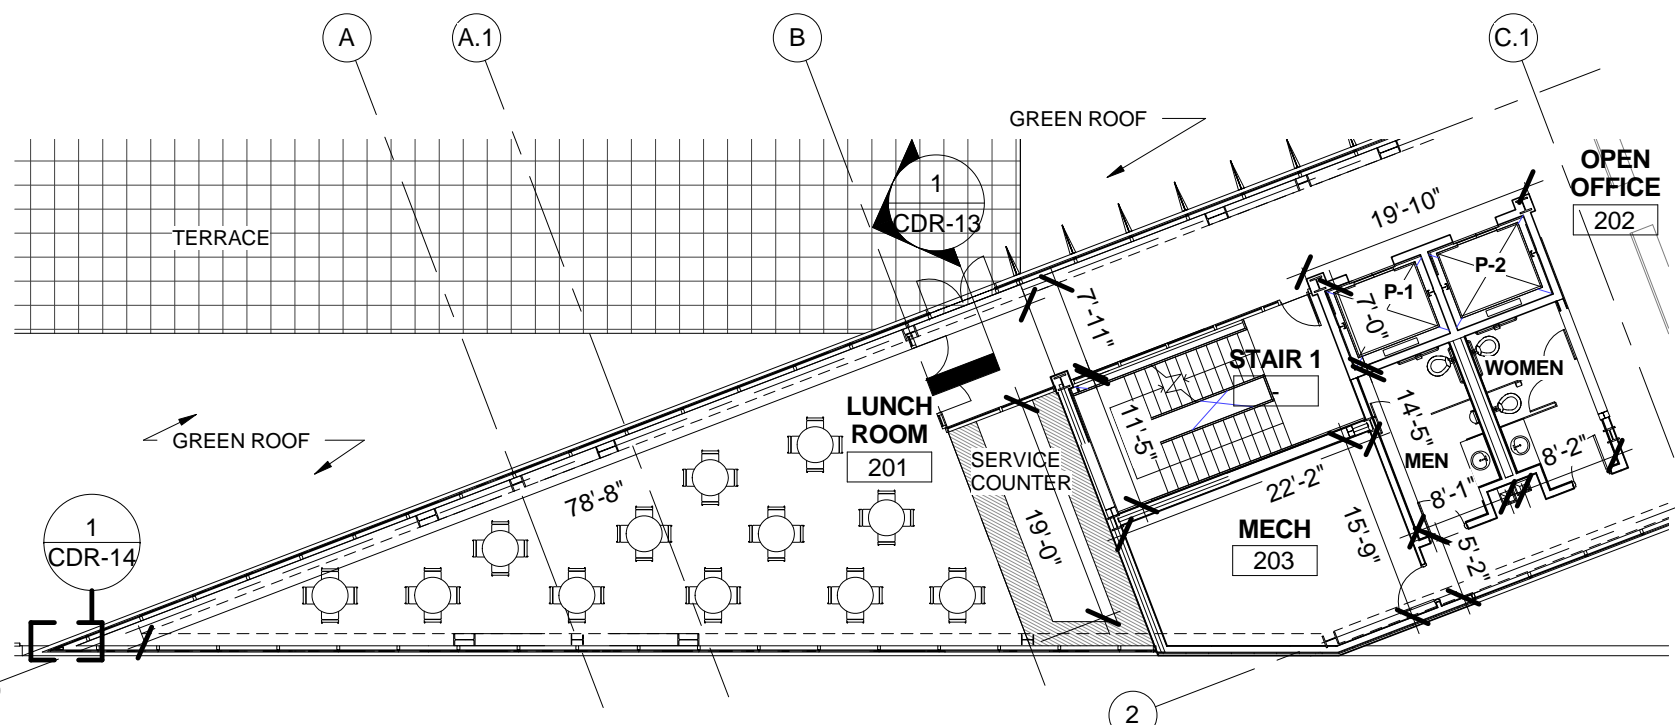 A
A.1
B
C.1
GREEN ROOF
OPEN
OFFICE
202
1
CDR-13
TERRACE
19'-10"
P-2
P-1
7'-0"
7'-11"
STAIR 1
WOMEN
LUNCH
ROOM
201
GREEN ROOF
SERVICE
COUNTER
11'-5"
14'-5"
MEN
8'-2"
8'-1"
22'-2"
78'-8"
19'-0"
MECH
203
15'-9"
5'-2"
1
CDR-14
2